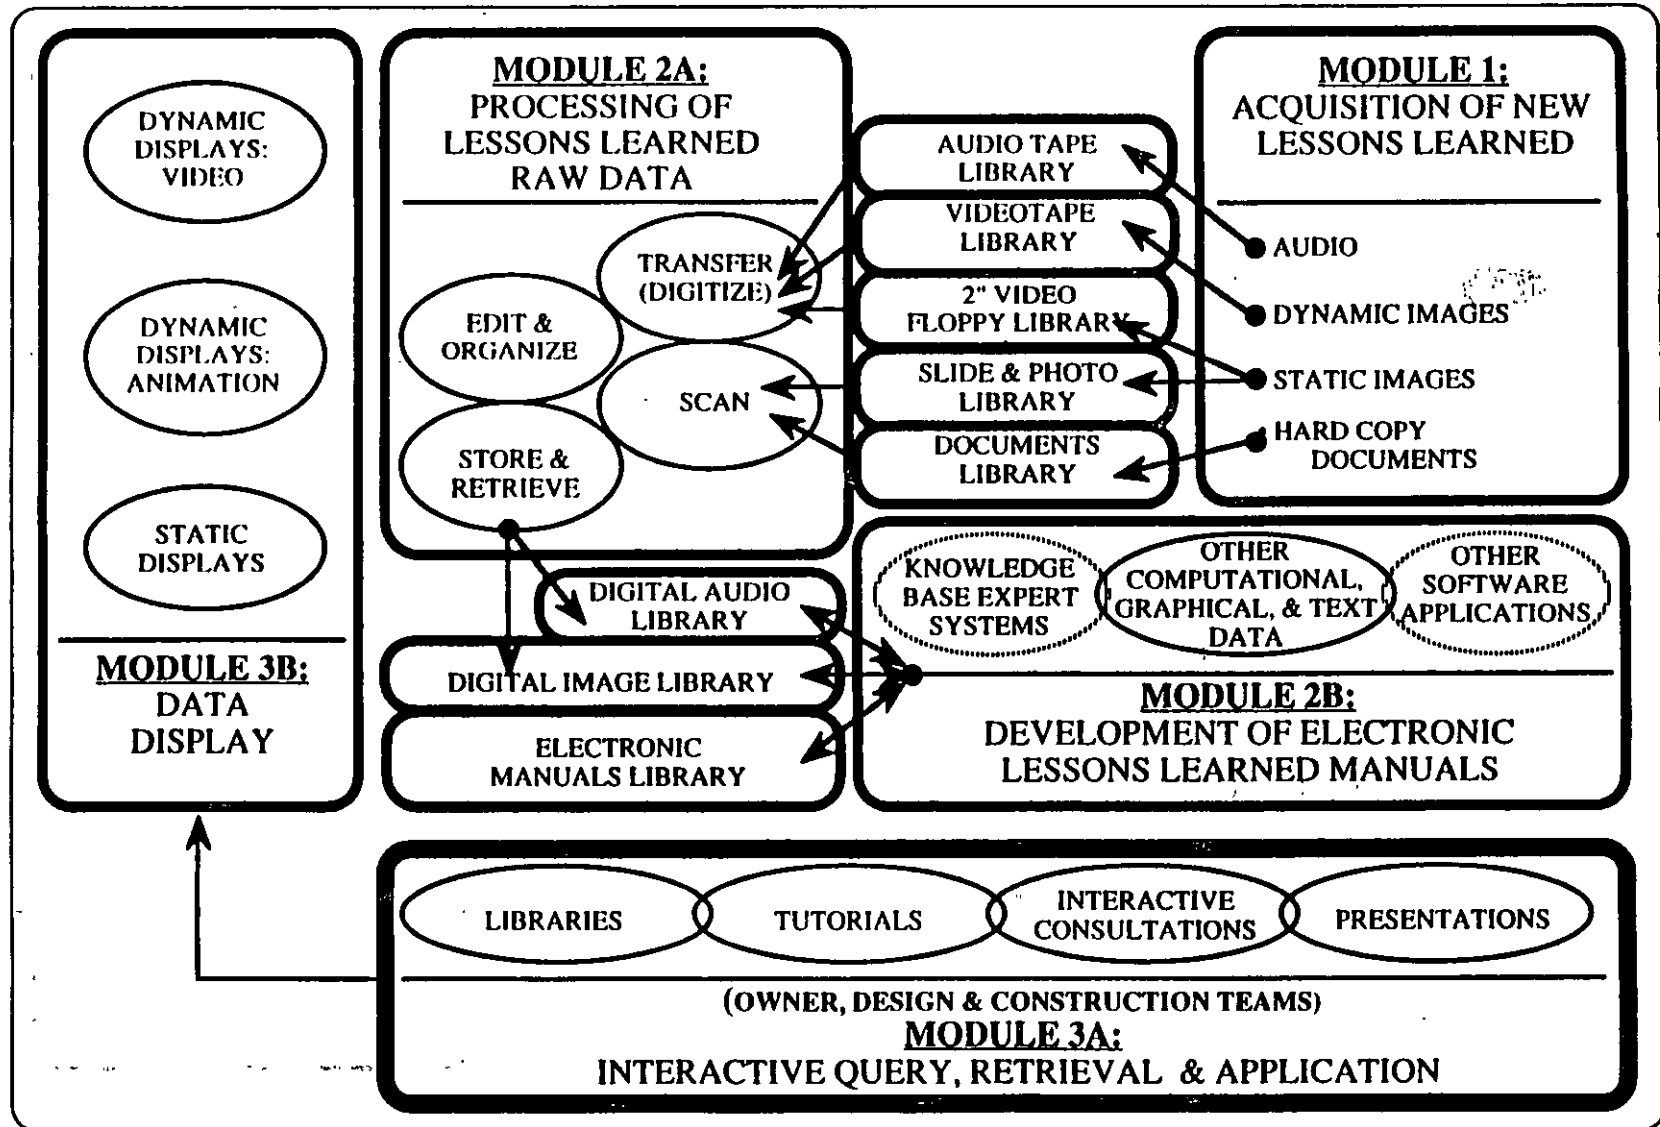 DYNAMIC
DISPLAYS:
VIDEO
DYNAMIC
DISPLAYS:
ANIMATION
STATIC
DISPLAYS
MODULE 3B:
DATA
DISPLAY
MODULE 2A:
PROCESSING OF
LESSONS LEARNED
RAW DATA
TRANSFER
(DIGITIZE)
EDIT &
ORGANIZE
SCAN
STORE &
RETRIEVE
AUDIO TAPE
LIBRARY
VIDEOTAPE
LIBRARY
2" VIDEO
FLOPPY LIBRARY
SLIDE & PHOTO
LIBRARY
DOCUMENTS
LIBRARY
MODULE 1:
ACQUISITION OF NEW
LESSONS LEARNED
AUDIO
DYNAMIC IMAGES
STATIC IMAGES
HARD COPY
DOCUMENTS
DIGITAL AUDIO
LIBRARY
DIGITAL IMAGE LIBRARY
ELECTRONIC
MANUALS LIBRARY
KNOWLEDGE
BASE EXPERT
SYSTEMS
OTHER
COMPUTATIONAL,
GRAPHICAL, & TEXT
DATA
OTHER
SOFTWARE
APPLICATIONS
MODULE 2B:
DEVELOPMENT OF ELECTRONIC
LESSONS LEARNED MANUALS
LIBRARIES
TUTORIALS
INTERACTIVE
CONSULTATIONS
PRESENTATIONS
(OWNER, DESIGN & CONSTRUCTION TEAMS)
MODULE 3A:
INTERACTIVE QUERY, RETRIEVAL & APPLICATION